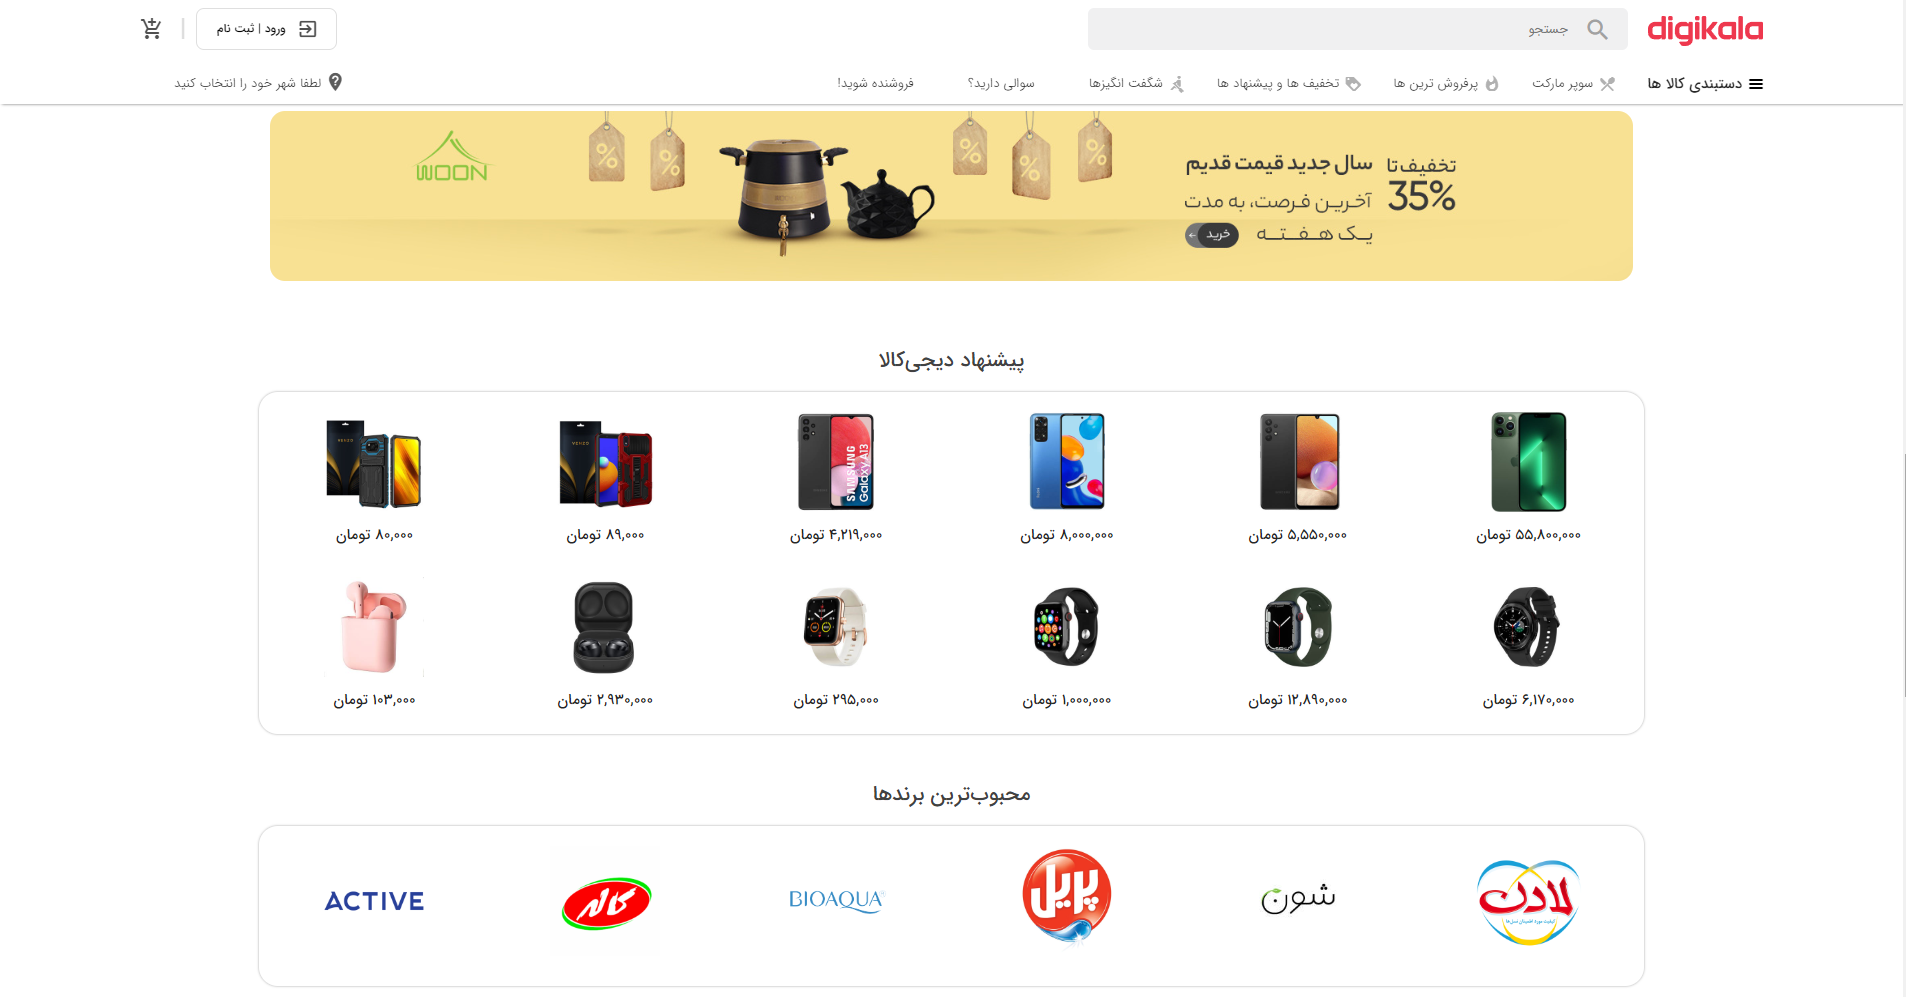 digikala
جستجو
ورود | ثبت نام
دستبندی کالا ها
سوپر مارکت
پرفروش ترین ها
تخفیف ها و پیشنهاد ها
شگفت انگیزها
سوالی دارید؟
فروشنده شوید!
لطفا شهر خود را انتخاب کنید
تخفیف تا
35%
سال جدید قیمت قدیم
آخرین فرصت، به مدت
یک هفته
خرید
WOON
پیشنهاد دیجی‌کالا
SAMSUNG
Galaxy A13
۵۵,۸۰۰,۰۰۰ تومان
۵,۵۵۰,۰۰۰ تومان
۸,۰۰۰,۰۰۰ تومان
۴,۲۱۹,۰۰۰ تومان
۸۹,۰۰۰ تومان
۸۰,۰۰۰ تومان
۶,۱۷۰,۰۰۰ تومان
۱۲,۸۹۰,۰۰۰ تومان
۱,۰۰۰,۰۰۰ تومان
۲۹۵,۰۰۰ تومان
۲,۹۳۰,۰۰۰ تومان
۱۰۳,۰۰۰ تومان
محبوب‌ترین برندها
لادن
شون
پریل
BIOAQUA
کاله
ACTIVE